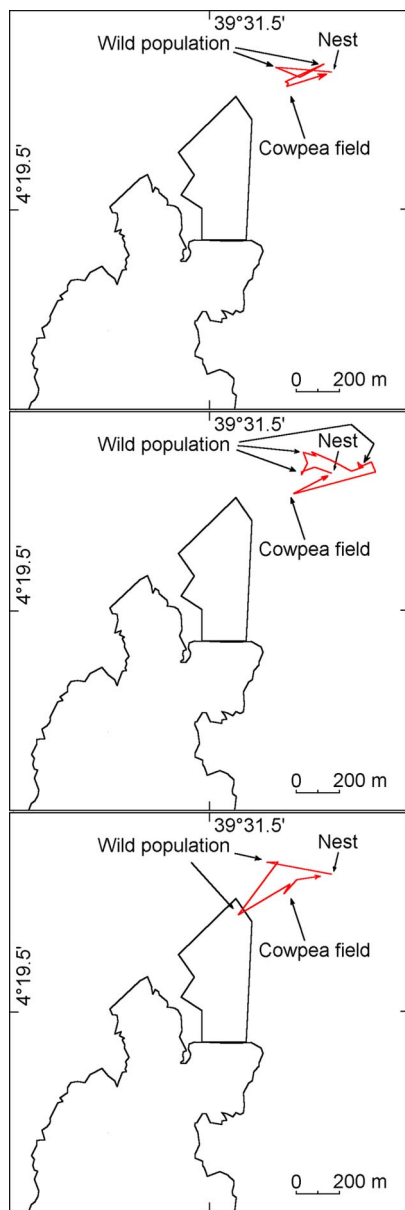 39°31.5'
Wild population
Nest
Cowpea field
4°19.5'
0 200 m
39°31.5'
Wild population
Nest
Cowpea field
4°19.5'
0 200 m
39°31.5'
Wild population
Nest
Cowpea field
4°19.5'
0 200 m